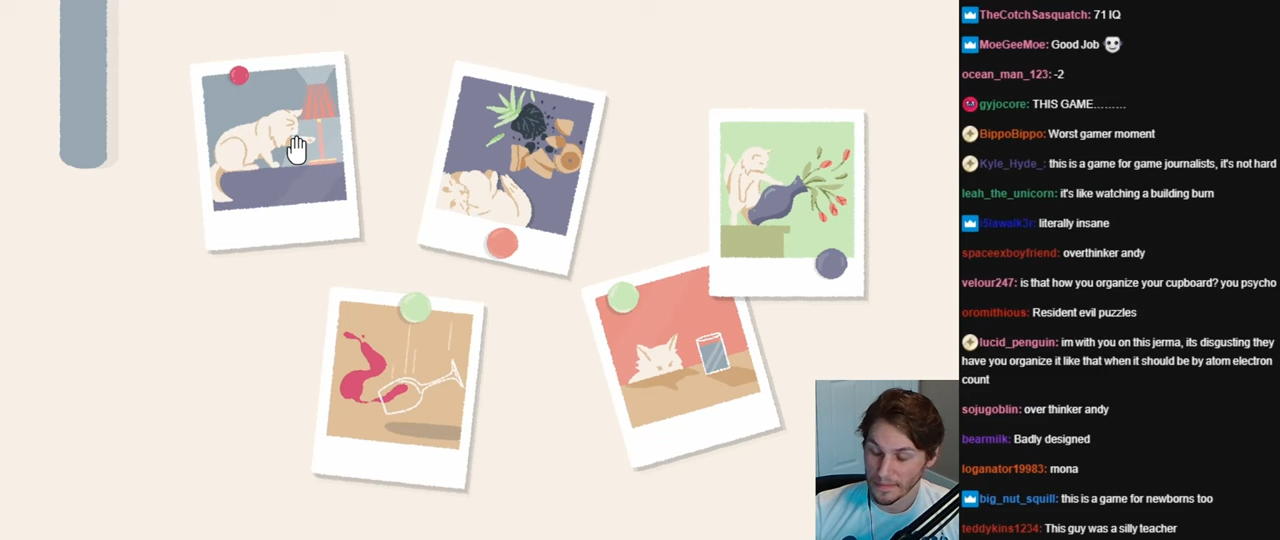 TheCotchSasquatch: 71 IQ
MoeGeeMoe: Good Job
ocean_man_123: -2
gyjocore: THIS GAME.........
BippoBippo: Worst gamer moment
Kyle_Hyde_: this is a game for game journalists, it's not hard
leah_the_unicorn: it's like watching a building burn
i5lawalk3r: literally insane
spaceexboyfriend: overthinker andy
velour247: is that how you organize your cupboard? you psycho
oromithious: Resident evil puzzles
lucid_penguin: im with you on this jerma, its disgusting they
have you organize it like that when it should be by atom electron
count
sojugoblin: over thinker andy
bearmilk: Badly designed
loganator19983: mona
big_nut_squill: this is a game for newborns too
teddykins1234: This guy was a silly teacher